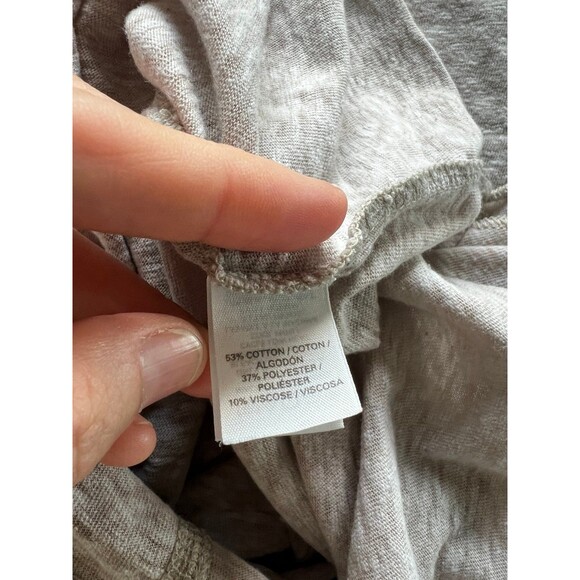 53% COTTON / COTON /
ALGODÓN
37% POLYESTER /
POLIÉSTER
10% VISCOSE / VISCOSA